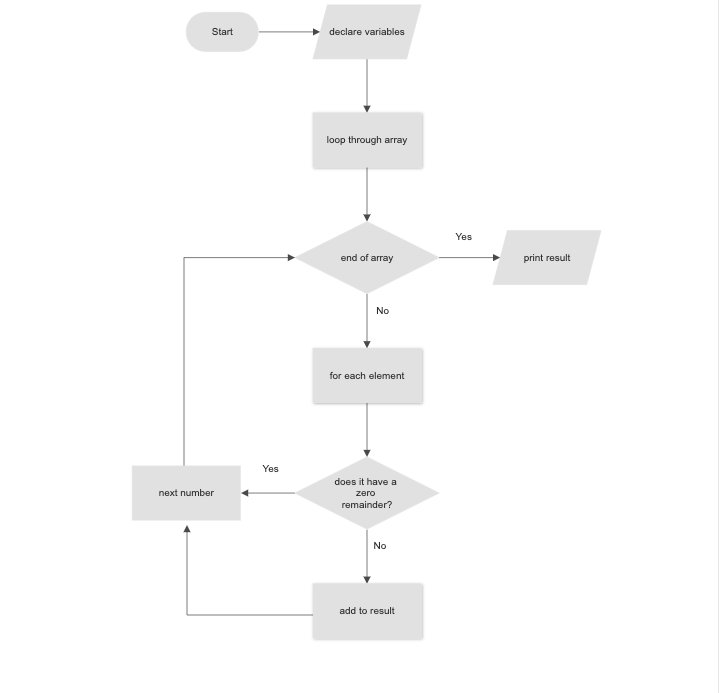 Start
declare variables
loop through array
end of array
Yes
print result
No
for each element
does it have a
zero
remainder?
Yes
next number
No
add to result